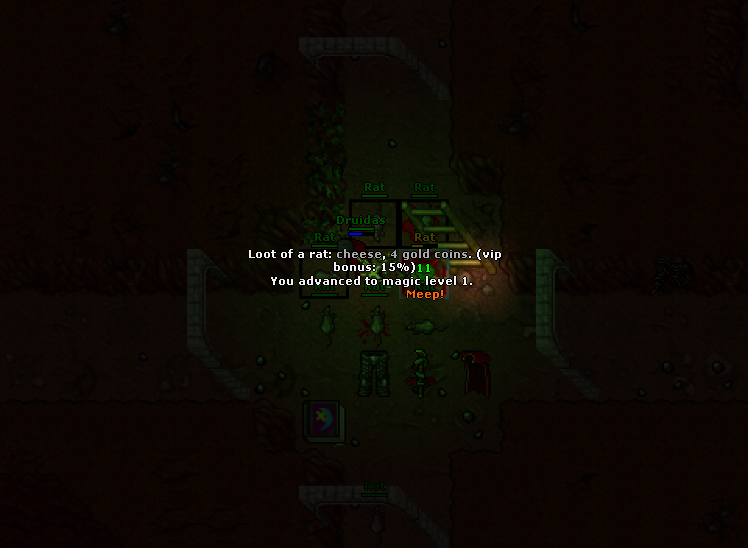 Rat Rat
Druidas
Rat Rat
Loot of a rat: cheese, 4 gold coins. (vip
bonus: 15%)11
You advanced to magic level 1.
Meep!
Rat